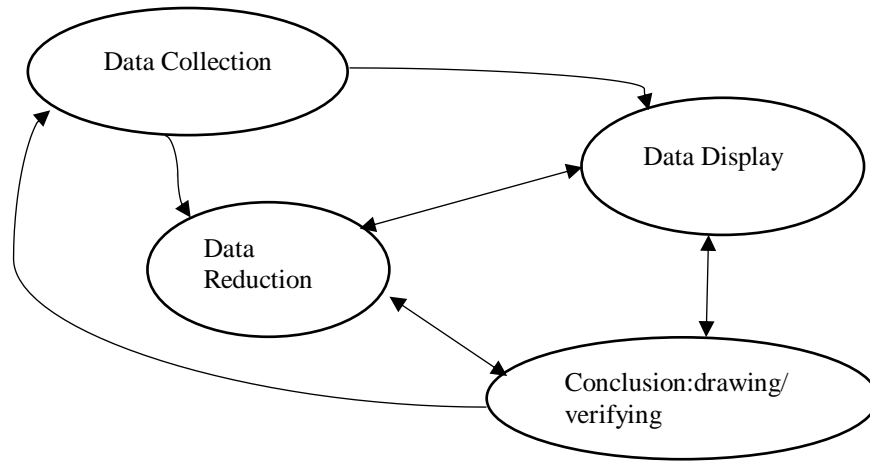 Data Collection
Data Display
Data
Reduction
Conclusion:drawing/
verifying